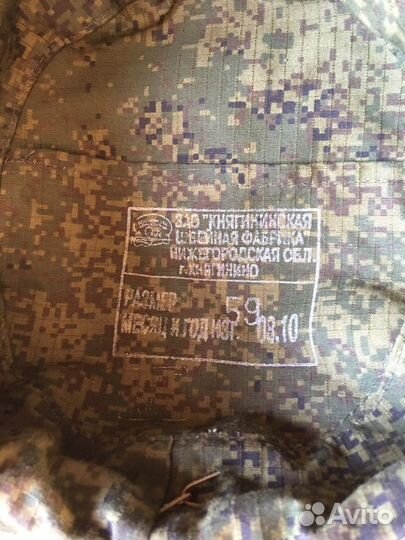 ЗАО "КНЯГИНИНСКАЯ
ШВЕЙНАЯ ФАБРИКА
НИЖЕГОРОДСКАЯ ОБЛ.
г.КНЯГИНИНО
РАЗМЕР 59
МЕСЯЦ И ГОД ИЗГ. 03.10
Avito